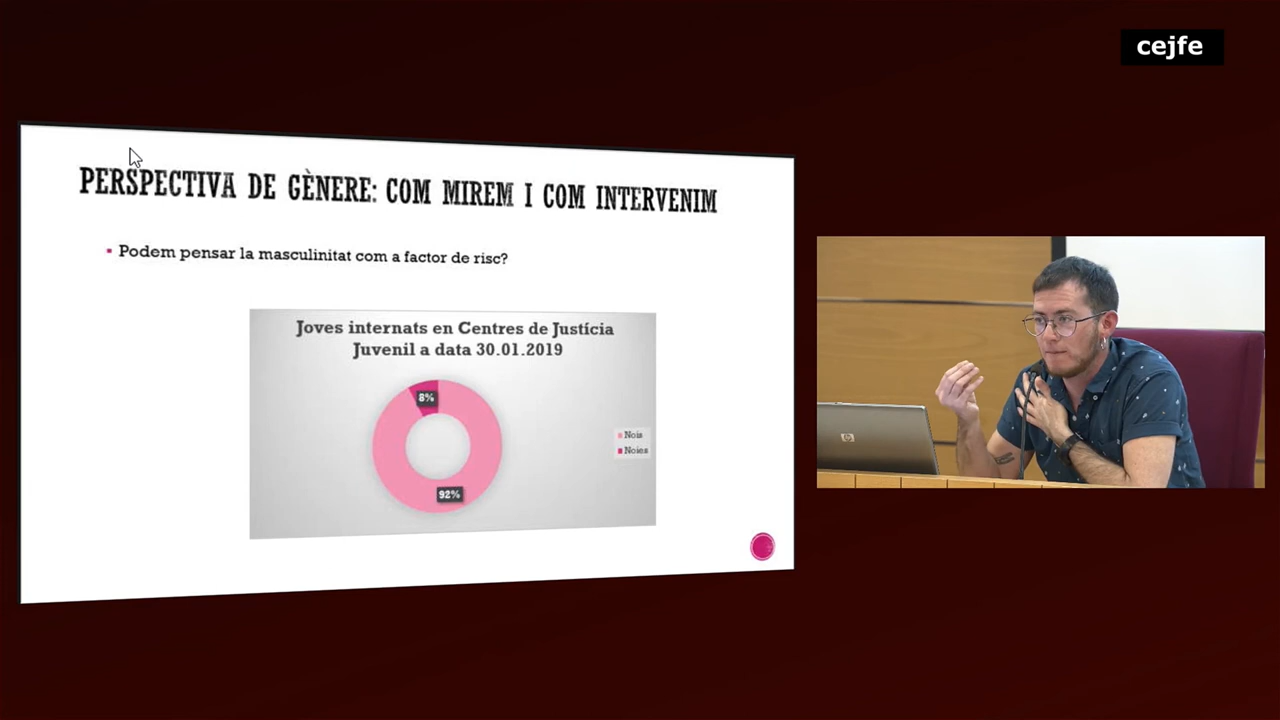 cejfe
PERSPECTIVA DE GÈNERE: COM MIREM I COM INTERVENIM
Podem pensar la masculinitat com a factor de risc?
Joves internats en Centres de Justícia
Juvenil a data 30.01.2019
8%
Nois
Noies
92%
hp